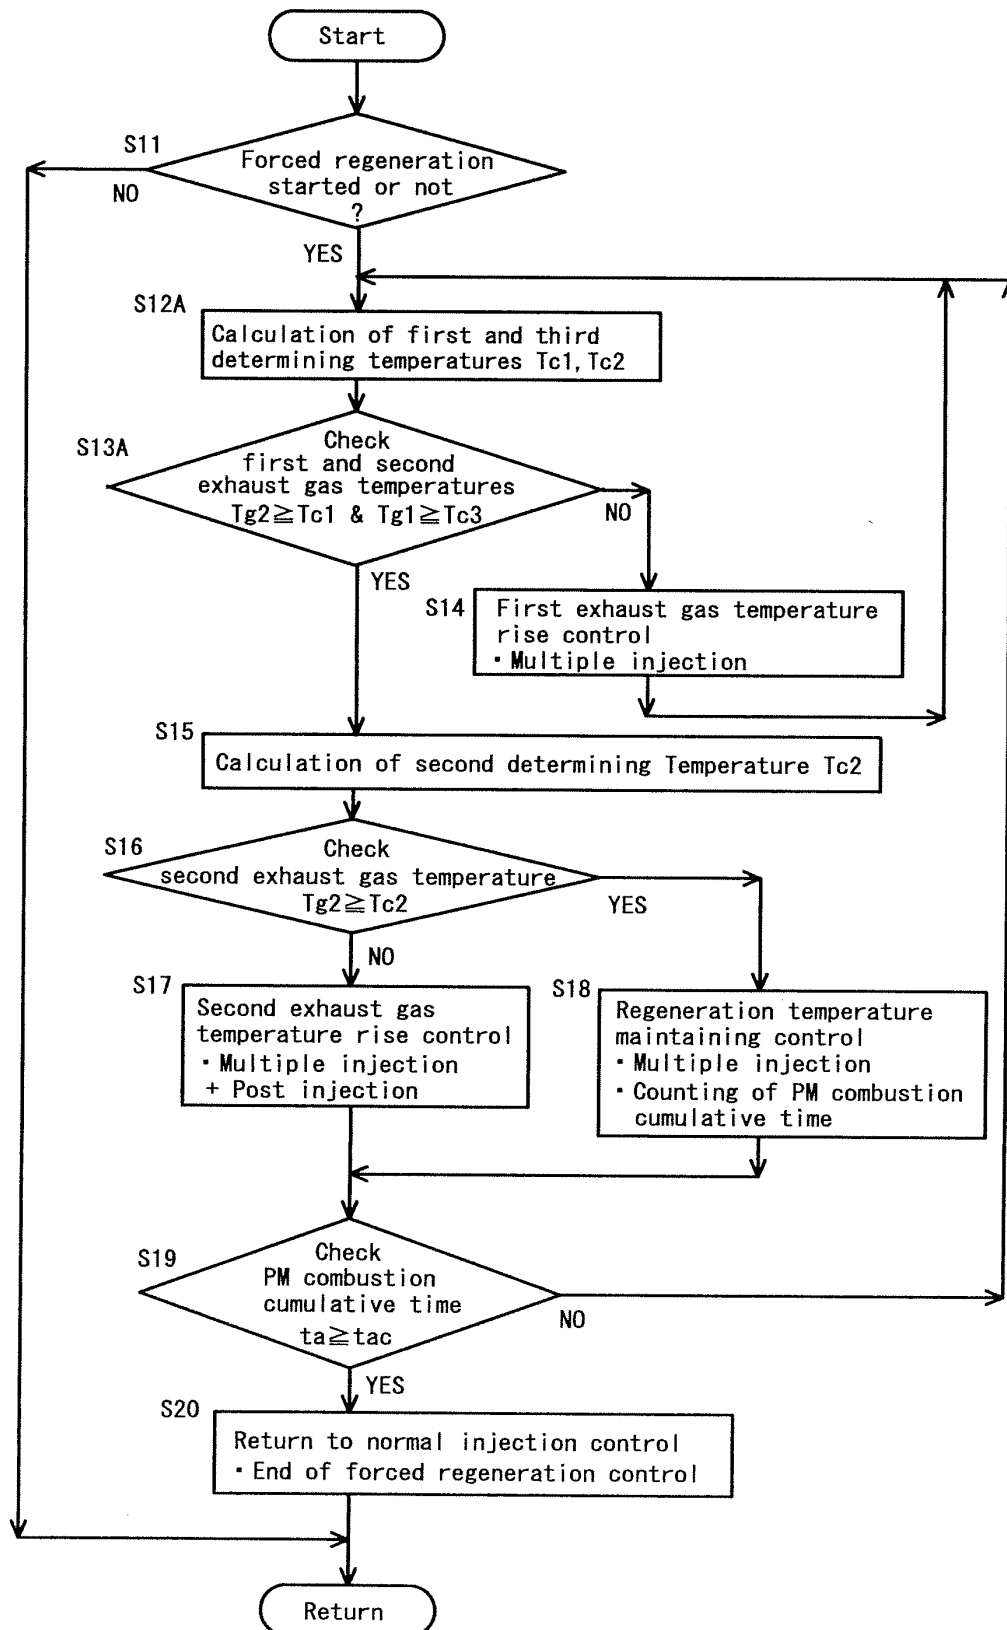 Start
S11
Forced regeneration
started or not
?
NO
YES
S12A
Calculation of first and third
determining temperatures Tc1, Tc2
S13A
Check
first and second
exhaust gas temperatures
Tg2≧Tc1 & Tg1≧Tc3
NO
YES
S14
First exhaust gas temperature
rise control
・Multiple injection
S15
Calculation of second determining Temperature Tc2
S16
Check
second exhaust gas temperature
Tg2≧Tc2
YES
NO
S17
Second exhaust gas
temperature rise control
・Multiple injection
+ Post injection
S18
Regeneration temperature
maintaining control
・Multiple injection
・Counting of PM combustion
cumulative time
S19
Check
PM combustion
cumulative time
ta≧tac
NO
YES
S20
Return to normal injection control
・End of forced regeneration control
Return